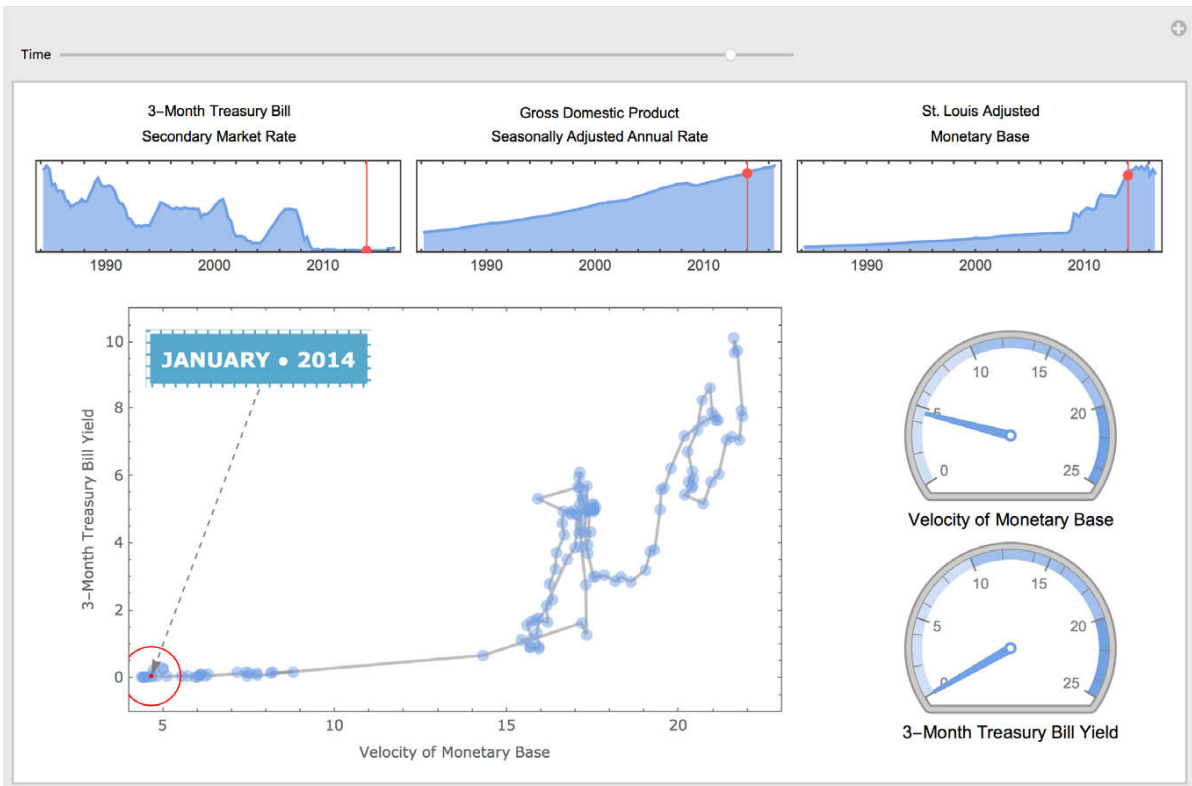 Time
3−Month Treasury Bill
Secondary Market Rate
Gross Domestic Product
Seasonally Adjusted Annual Rate
St. Louis Adjusted
Monetary Base
1990 2000 2010
1990 2000 2010
1990 2000 2010
JANUARY • 2014
3−Month Treasury Bill Yield
10
8
6
4
2
0
5 10 15 20
Velocity of Monetary Base
0 5 10 15 20 25
Velocity of Monetary Base
0 5 10 15 20 25
3−Month Treasury Bill Yield